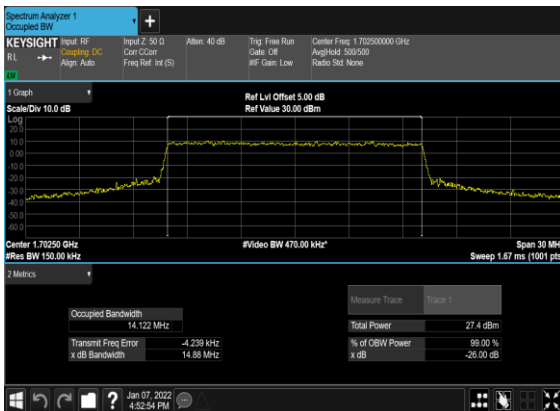 Spectrum Analyzer 1
Occupied BW
+
KEYSIGHT Input: RF Input Z: 50 Ω Atten: 40 dB Trig: Free Run Center Freq: 1.702500000 GHz
RL Coupling: DC Corr CCorr Gate: Off Avg|Hold: 500/500
Align: Auto Freq Ref: Int (S) #IF Gain: Low Radio Std: None
LV
1 Graph
Scale/Div 10.0 dB
Ref Lvl Offset 5.00 dB
Ref Value 30.00 dBm
Log
20.0
10.0
0.00
-10.0
-20.0
-30.0
-40.0
-50.0
-60.0
Center 1.70250 GHz #Video BW 470.00 kHz* Span 30 MH
#Res BW 150.00 kHz Sweep 1.67 ms (1001 pts
2 Metrics
Measure Trace Trace 1
Occupied Bandwidth
14.122 MHz
Total Power 27.4 dBm
Transmit Freq Error -4.239 kHz % of OBW Power 99.00 %
x dB Bandwidth 14.88 MHz x dB -26.00 dB
? Jan 07, 2022
4:52:54 PM